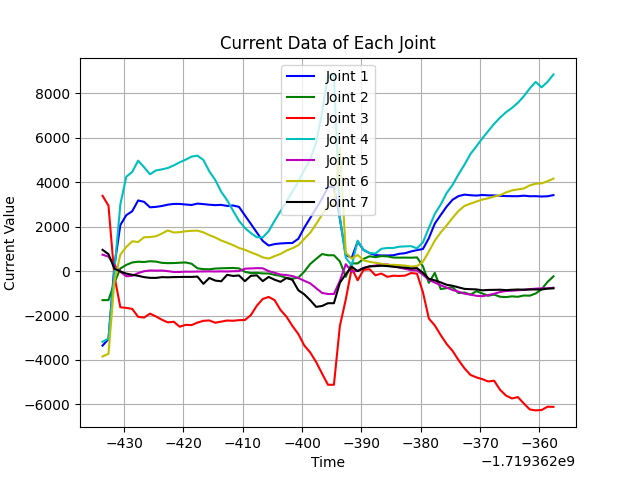 Current Data of Each Joint
Joint 1
Joint 2
Joint 3
Joint 4
Joint 5
Joint 6
Joint 7
8000
6000
4000
2000
0
−2000
−4000
−6000
Current Value
−430 −420 −410 −400 −390 −380 −370 −360
Time
−1.719362e9